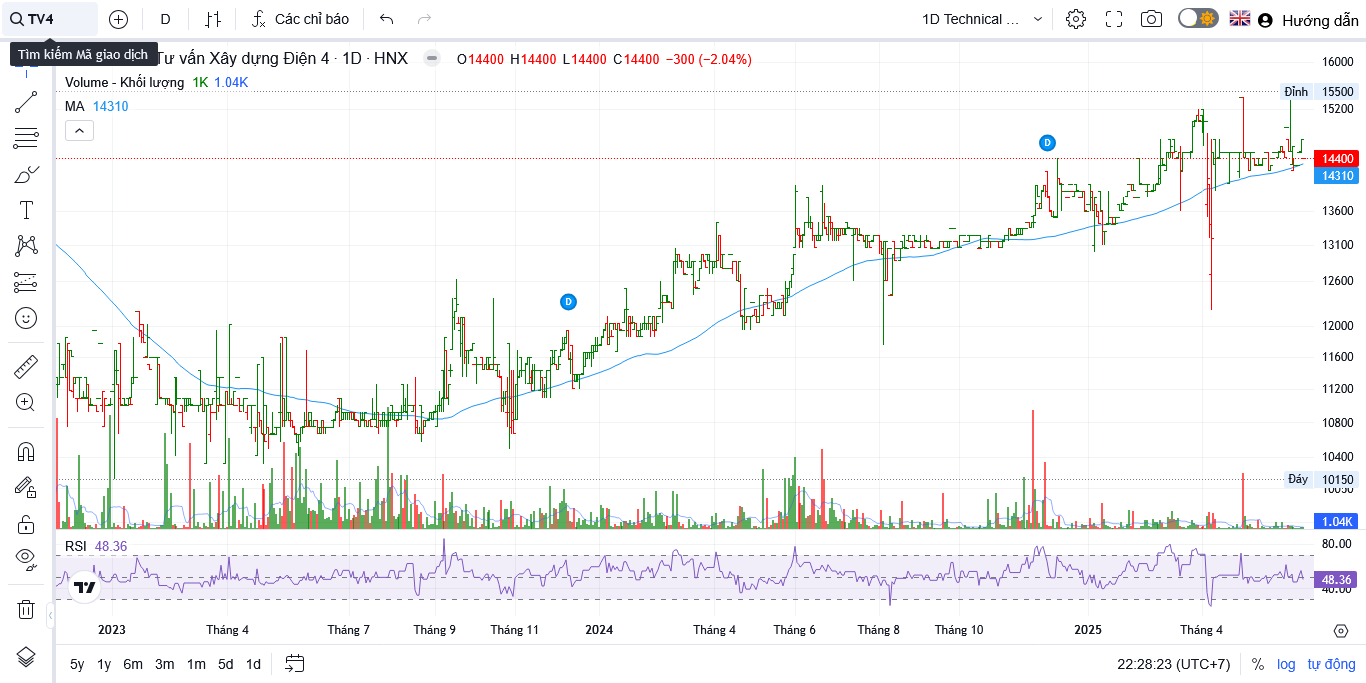 TV4 D Các chỉ báo 1D Technical ... Hướng dẫn
Tìm kiếm Mã giao dịch
Tư vấn Xây dựng Điện 4 · 1D · HNX O14400 H14400 L14400 C14400 −300 (−2.04%)
Volume - Khối lượng 1K 1.04K
MA 14310
D
D
16000
Đỉnh 15500
15200
14400
14310
13600
13100
12600
12000
11600
11200
10800
10400
Đáy 10150
10050
1.04K
RSI 48.36
80.00
48.36
40.00
2023 Tháng 4 Tháng 7 Tháng 9 Tháng 11 2024 Tháng 4 Tháng 6 Tháng 8 Tháng 10 2025 Tháng 4
5y 1y 6m 3m 1m 5d 1d 22:28:23 (UTC+7) % log tự động